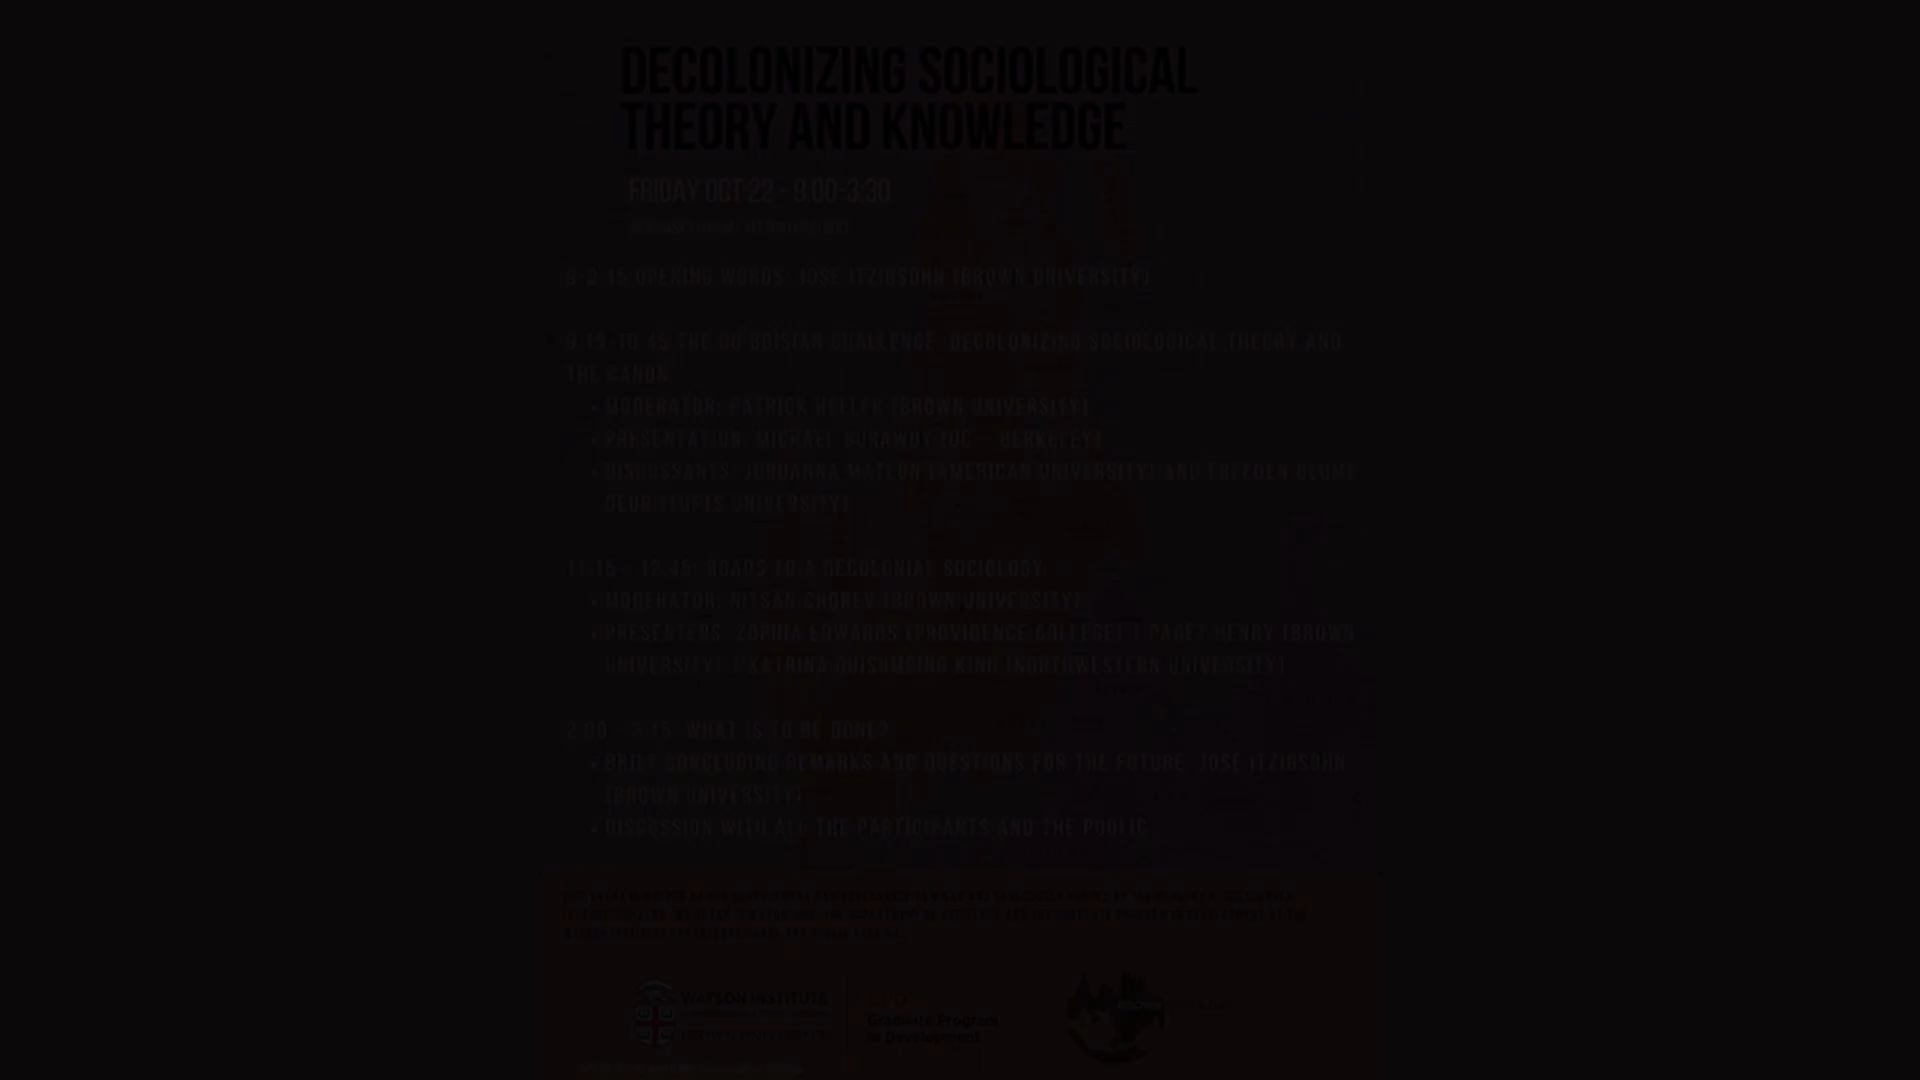 DECOLONIZING SOCIOLOGICAL
THEORY AND KNOWLEDGE
FRIDAY OCT 22 - 9:00-3:30
9-9:15 OPENING WORDS: JOSE ITZIGSOHN (BROWN UNIVERSITY)
9:15-10:45 THE DU BOISIAN CHALLENGE: DECOLONIZING SOCIOLOGICAL THEORY AND
THE CANON
• MODERATOR: PATRICK HELLER (BROWN UNIVERSITY)
• PRESENTATION: MICHAEL BURAWOY (UC - BERKELEY)
• DISCUSSANTS: JORDANNA MATLON (AMERICAN UNIVERSITY) AND FREEDEN BLUME
OEUR (TUFTS UNIVERSITY)
11:15 - 12:45: ROADS TO A DECOLONIAL SOCIOLOGY
• MODERATOR: NITSAN CHOREV (BROWN UNIVERSITY)
• PRESENTERS: ZOPHIA EDWARDS (PROVIDENCE COLLEGE) | PAGET HENRY (BROWN
UNIVERSITY) | KATRINA QUISUMBING KING (NORTHWESTERN UNIVERSITY)
2:00 - 3:15: WHAT IS TO BE DONE?
• BRIEF CONCLUDING REMARKS AND QUESTIONS FOR THE FUTURE: JOSE ITZIGSOHN
(BROWN UNIVERSITY)
• DISCUSSION WITH ALL THE PARTICIPANTS AND THE PUBLIC
WATSON INSTITUTE
BROWN UNIVERSITY
Graduate Program
in Development